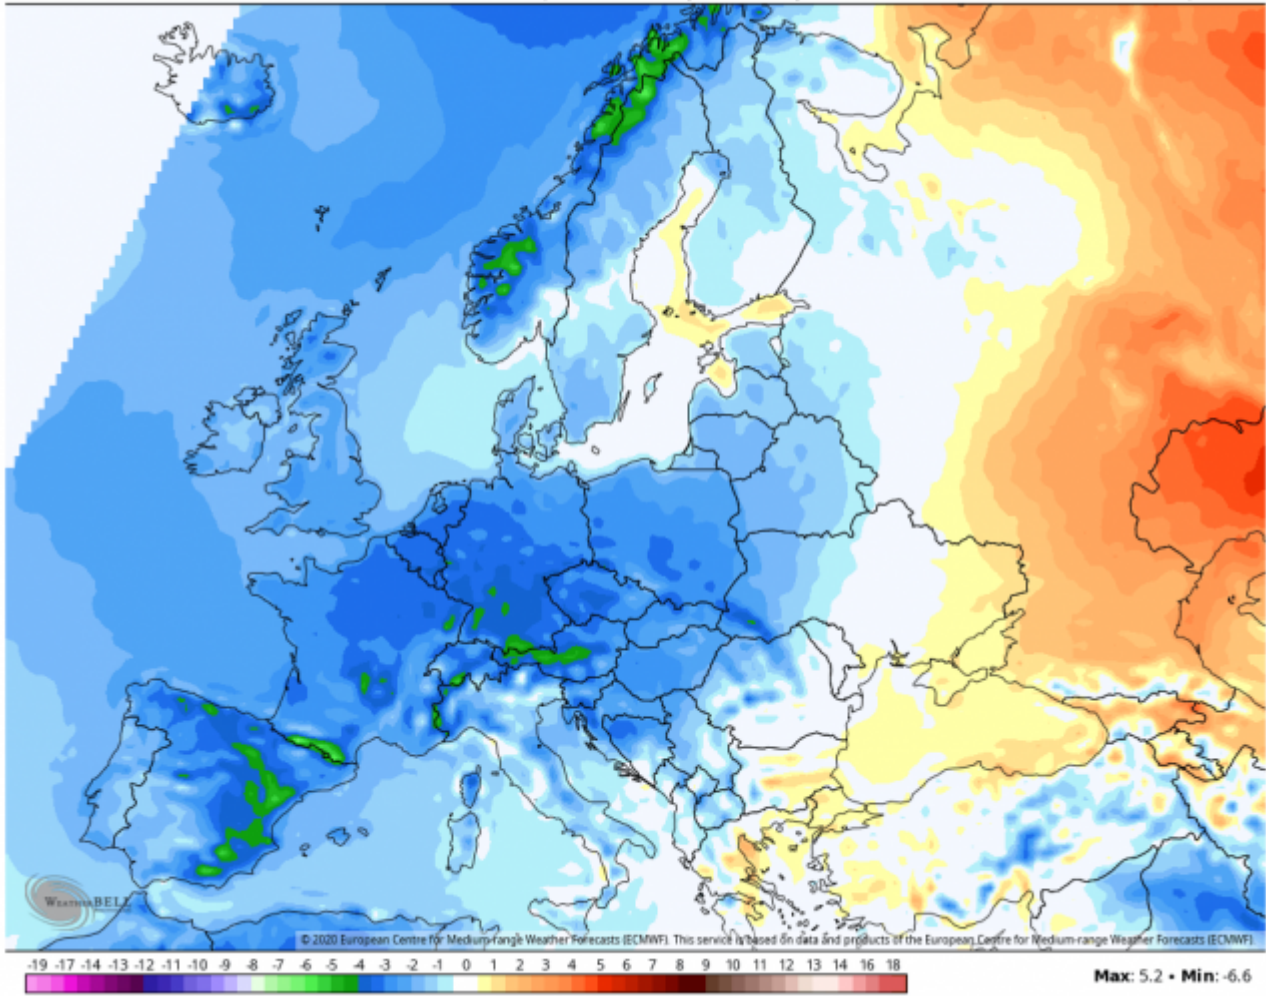 WEATHERBELL
© 2020 European Centre for Medium-range Weather Forecasts (ECMWF). This service is based on data and products of the European Centre for Medium-range Weather Forecasts (ECMWF).
-19 -17 -14 -13 -12 -11 -10 -9 -8 -7 -6 -5 -4 -3 -2 -1 0 1 2 3 4 5 6 7 8 9 10 11 12 13 14 16 18
Max: 5.2 • Min: -6.6